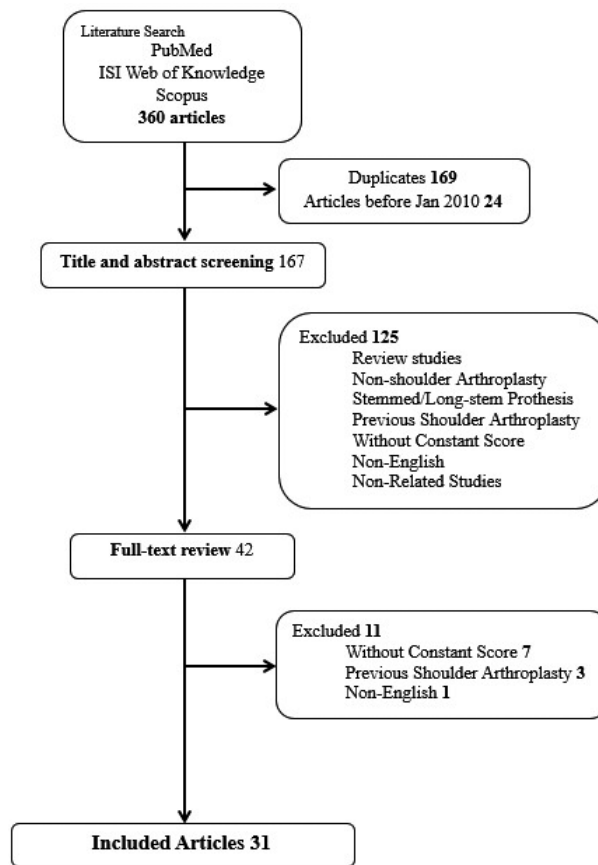 Literature Search
PubMed
ISI Web of Knowledge
Scopus
360 articles
Duplicates 169
Articles before Jan 2010 24
Title and abstract screening 167
Excluded 125
Review studies
Non-shoulder Arthroplasty
Stemmed/Long-stem Prothesis
Previous Shoulder Arthroplasty
Without Constant Score
Non-English
Non-Related Studies
Full-text review 42
Excluded 11
Without Constant Score 7
Previous Shoulder Arthroplasty 3
Non-English 1
Included Articles 31